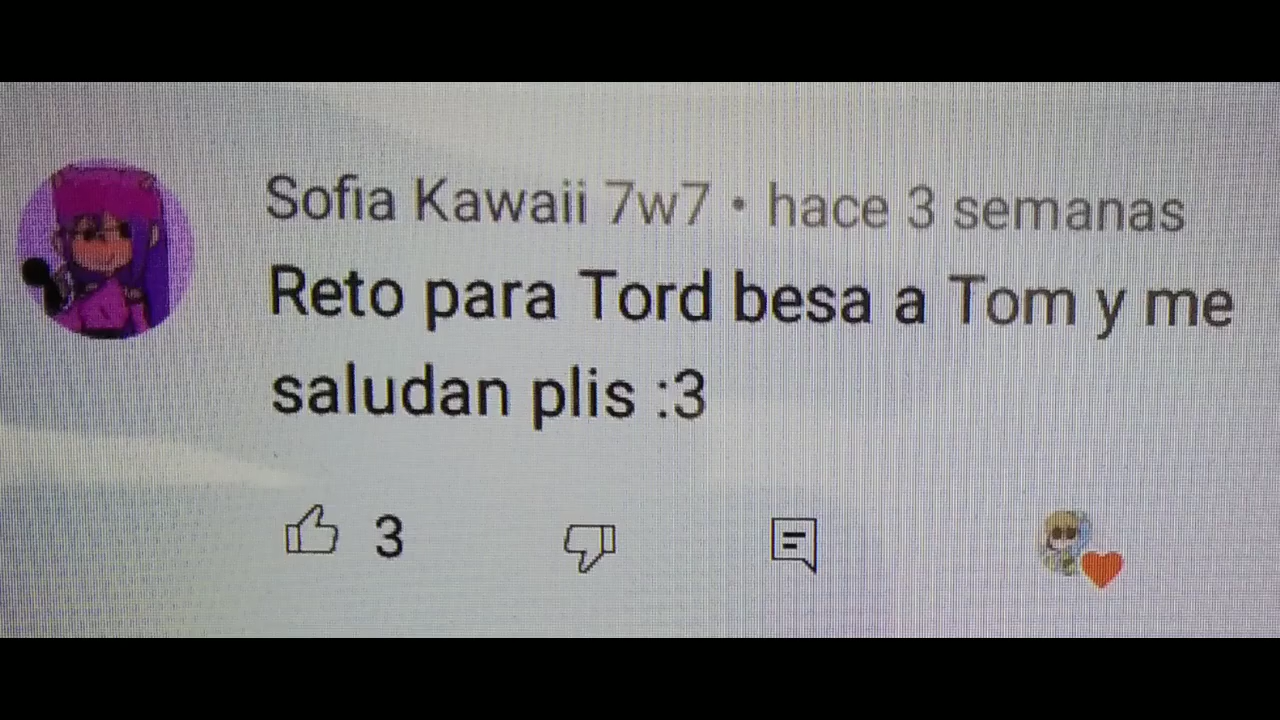 Sofia Kawaii 7w7 • hace 3 semanas
Reto para Tord besa a Tom y me
saludan plis :3
3